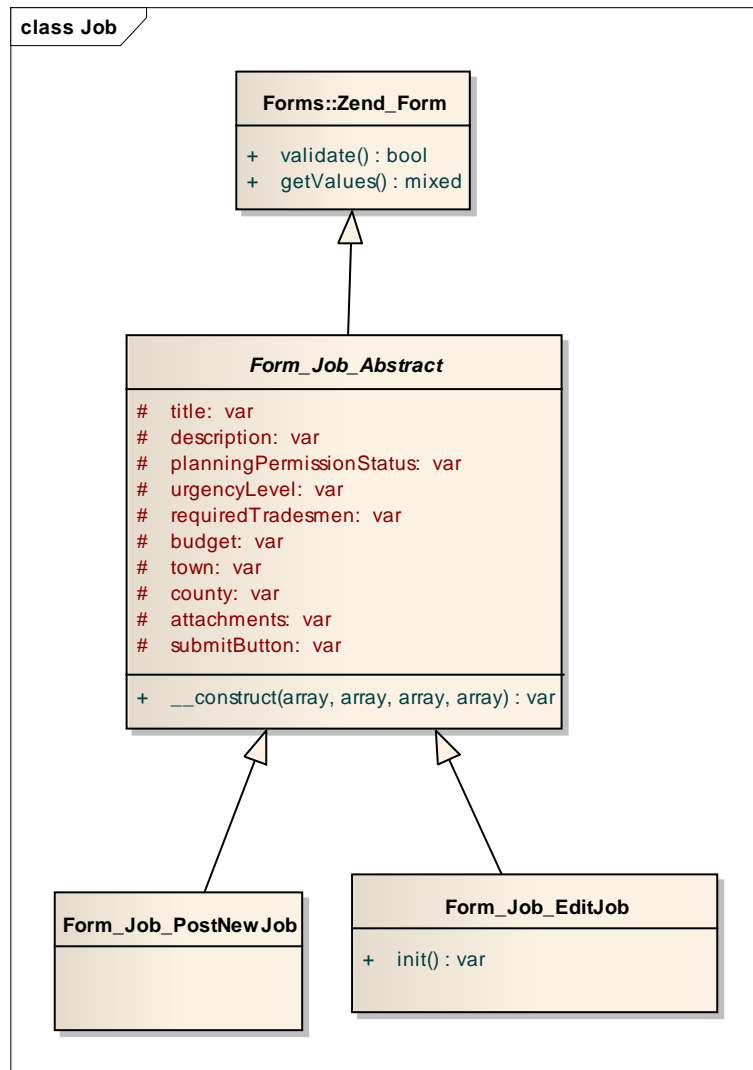 class Job
Forms::Zend_Form
+ validate() : bool
+ getValues() : mixed
Form_Job_Abstract
# title: var
# description: var
# planningPermissionStatus: var
# urgencyLevel: var
# requiredTradesmen: var
# budget: var
# town: var
# county: var
# attachments: var
# submitButton: var
+ __construct(array, array, array, array) : var
Form_Job_PostNewJob
Form_Job_EditJob
+ init() : var